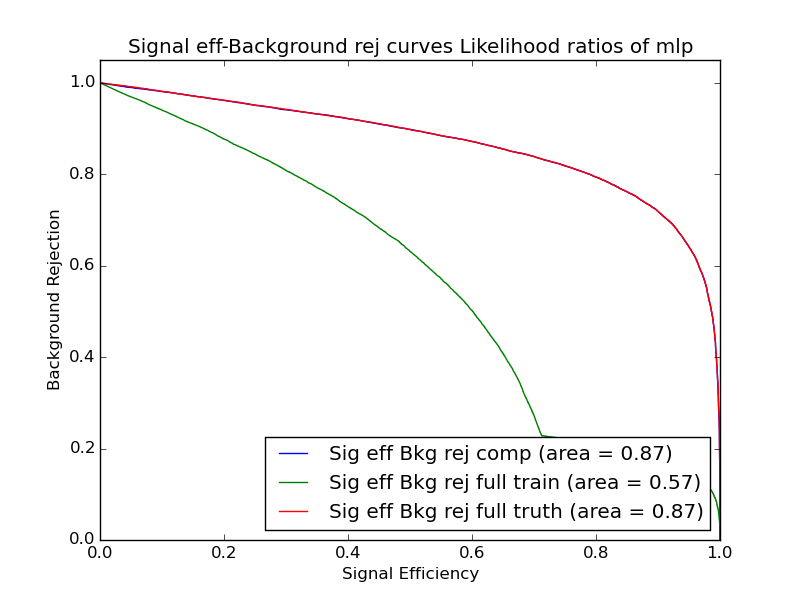 Signal eff-Background rej curves Likelihood ratios of mlp
1.0
0.8
0.6
0.4
0.2
0.0
Background Rejection
Sig eff Bkg rej comp (area = 0.87)
Sig eff Bkg rej full train (area = 0.57)
Sig eff Bkg rej full truth (area = 0.87)
0.0 0.2 0.4 0.6 0.8 1.0
Signal Efficiency